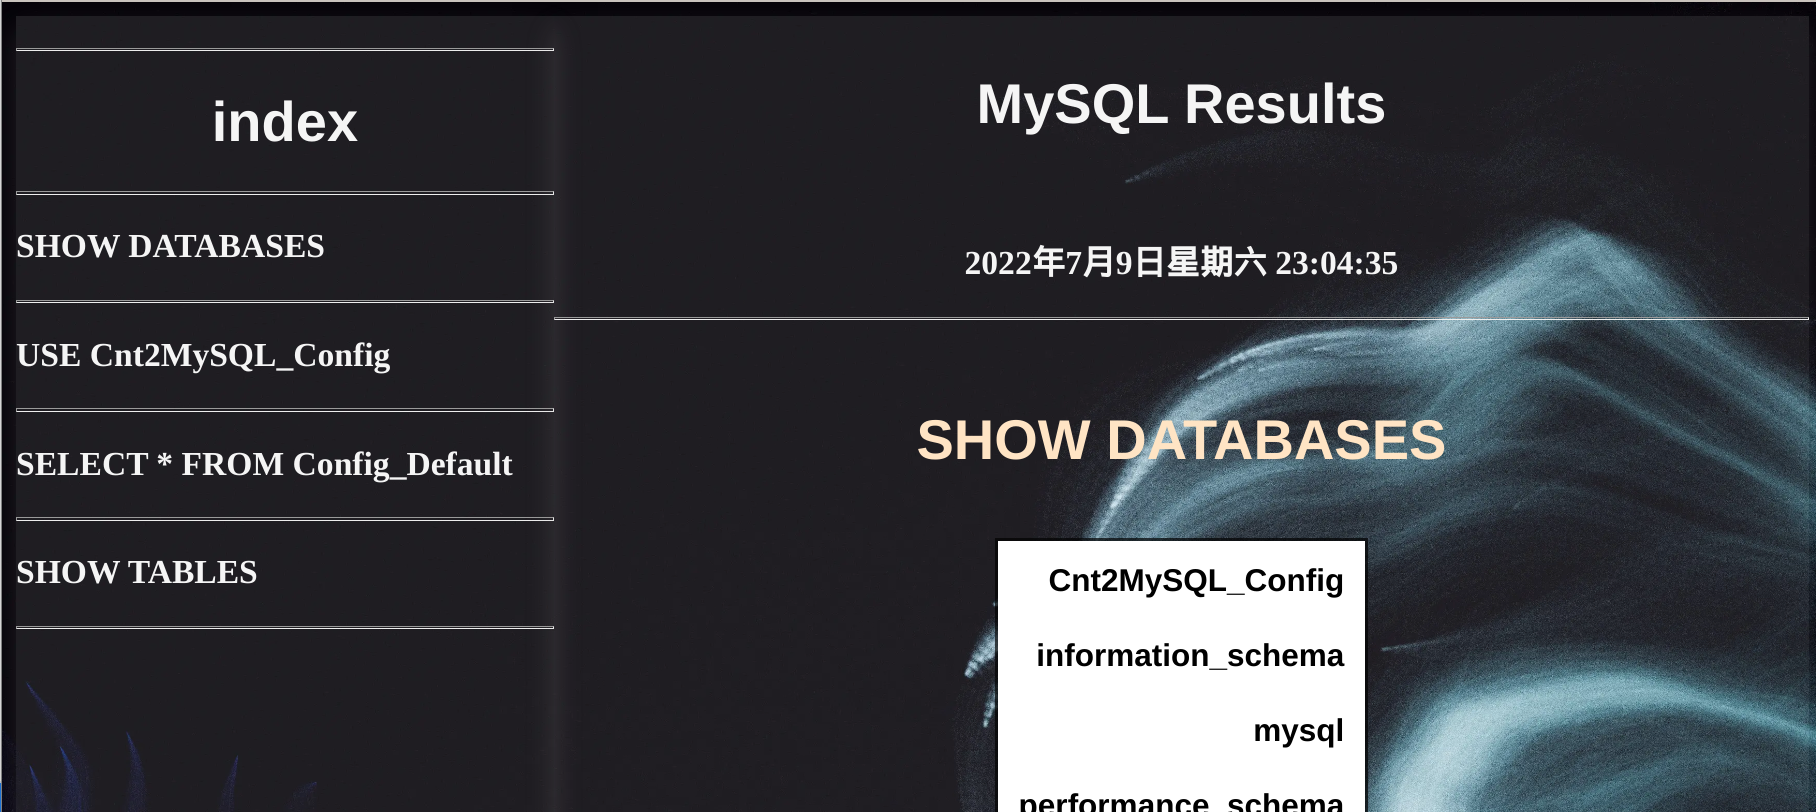 index
SHOW DATABASES
USE Cnt2MySQL_Config
SELECT * FROM Config_Default
SHOW TABLES
MySQL Results
2022年7月9日星期六 23:04:35
SHOW DATABASES
Cnt2MySQL_Config
information_schema
mysql
performance_schema